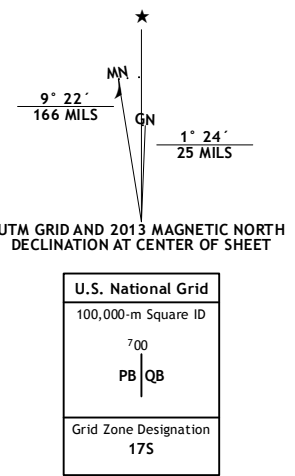 ★
MN
GN
9° 22´
166 MILS
1° 24´
25 MILS
UTM GRID AND 2013 MAGNETIC NORTH
DECLINATION AT CENTER OF SHEET
U.S. National Grid
100,000-m Square ID
⁷00
PB QB
Grid Zone Designation
17S